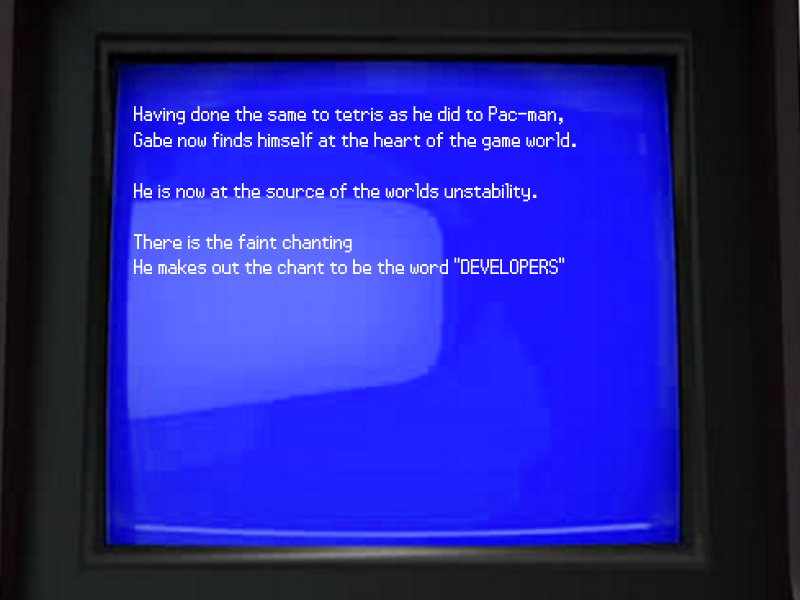 Having done the same to tetris as he did to Pac-man,
Gabe now finds himself at the heart of the game world.
He is now at the source of the worlds unstability.
There is the faint chanting
He makes out the chant to be the word "DEVELOPERS"